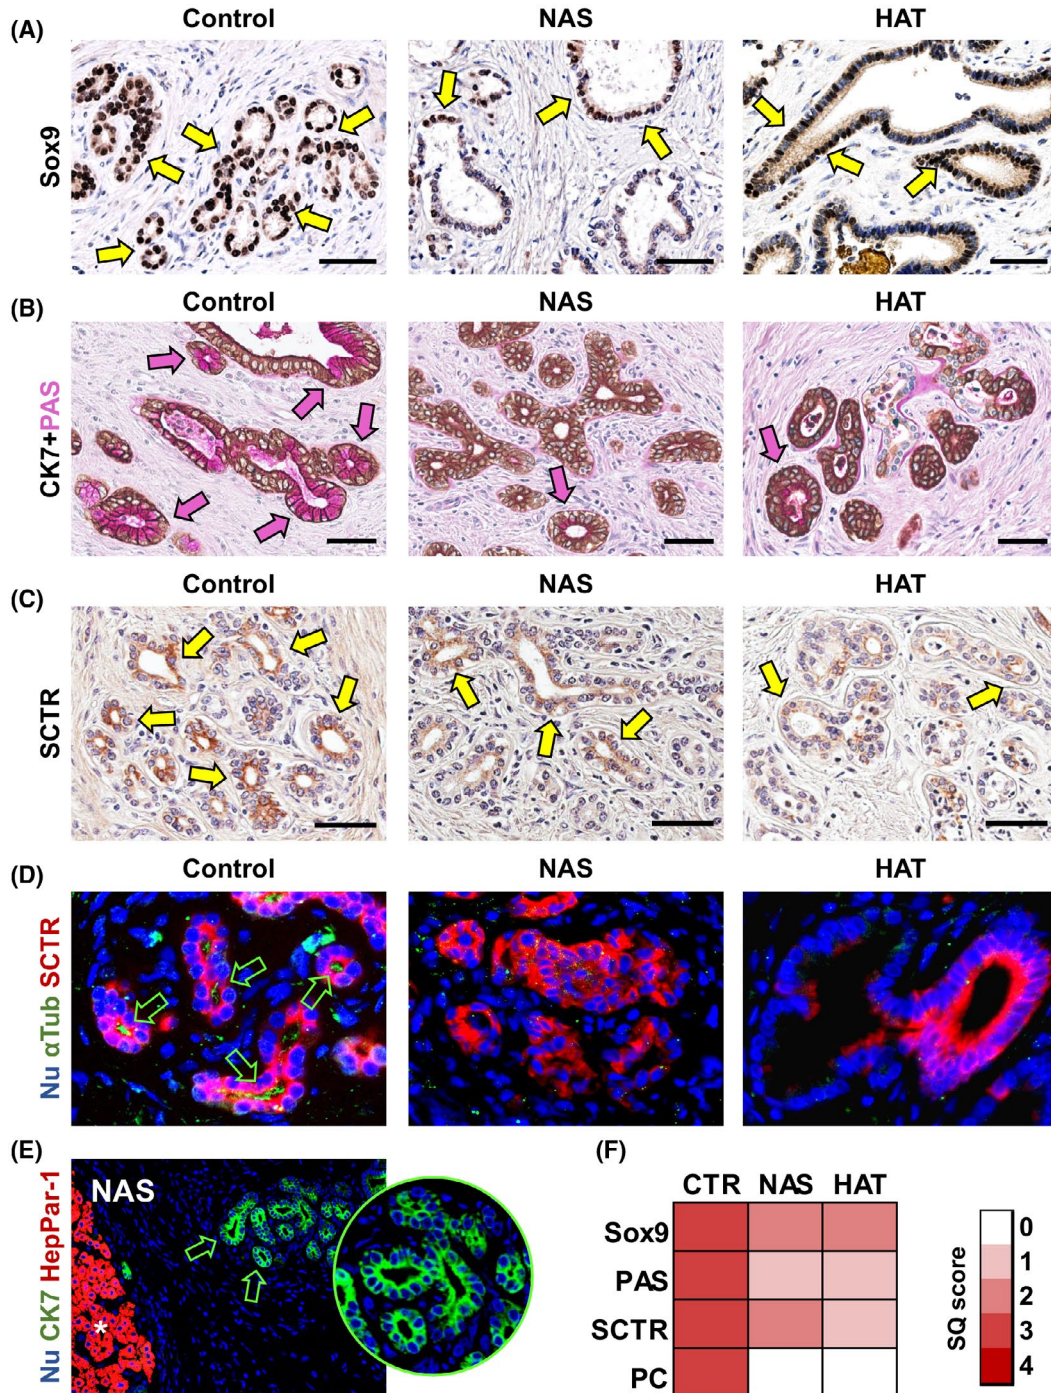 (A)
Control NAS HAT
Sox9
(B)
Control NAS HAT
CK7+PAS
(C)
Control NAS HAT
SCTR
(D)
Control NAS HAT
Nu αTub SCTR
(E)
NAS
*
Nu CK7 HepPar-1
(F)
CTR NAS HAT
Sox9
PAS
SCTR
PC
SQ score
0
1
2
3
4